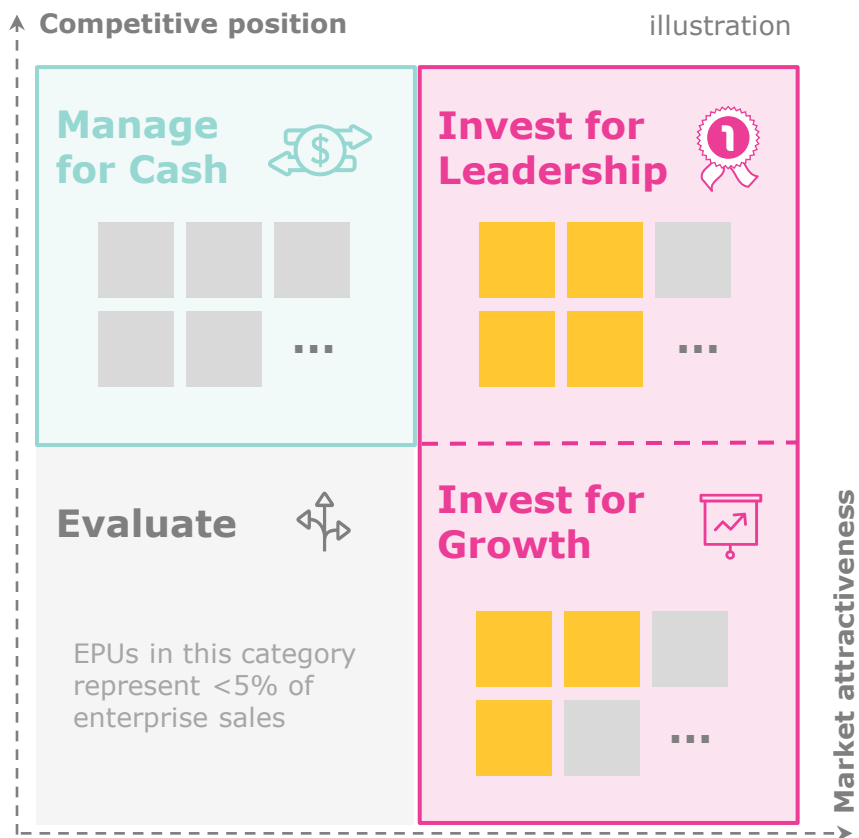 Competitive position
illustration
Manage
for Cash
$
Invest for
Leadership
1
...
...
Evaluate
EPUs in this category
represent <5% of
enterprise sales
Invest for
Growth
...
Market attractiveness